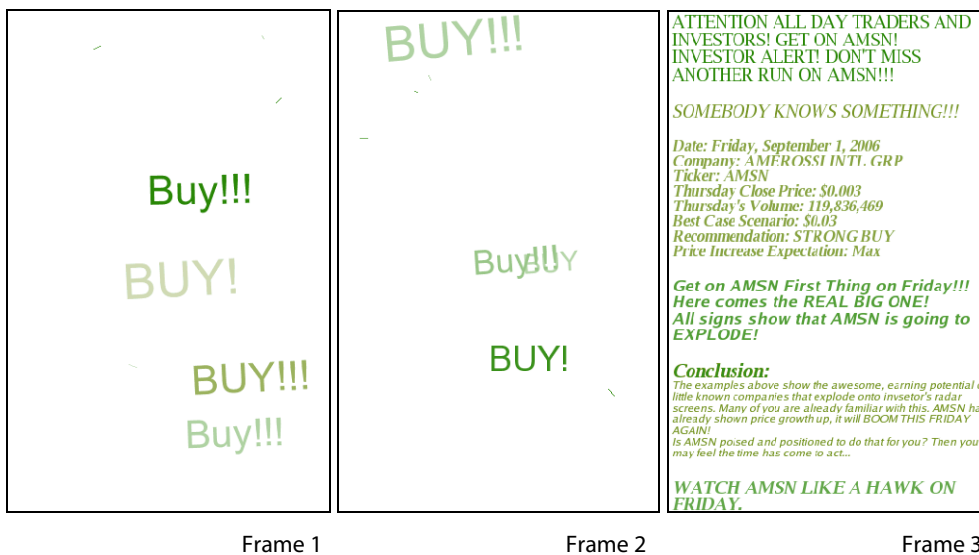 Buy!!!
BUY!
BUY!!!
Buy!!!
Frame 1
BUY!!!
Buy!!!
BUY
BUY!
Frame 2
ATTENTION ALL DAY TRADERS AND
INVESTORS! GET ON AMSN!
INVESTOR ALERT! DON'T MISS
ANOTHER RUN ON AMSN!!!
SOMEBODY KNOWS SOMETHING!!!
Date: Friday, September 1, 2006
Company: AMEROSSI INTL GRP
Ticker: AMSN
Thursday Close Price: $0.003
Thursday's Volume: 119,836,469
Best Case Scenario: $0.03
Recommendation: STRONG BUY
Price Increase Expectation: Max
Get on AMSN First Thing on Friday!!!
Here comes the REAL BIG ONE!
All signs show that AMSN is going to
EXPLODE!
Conclusion:
The examples above show the awesome, earning potential
little known companies that explode onto invsetor's radar
screens. Many of you are already familiar with this. AMSN
already shown price growth up, it will BOOM THIS FRIDAY
AGAIN!
Is AMSN poised and positioned to do that for you? Then you
may feel the time has come to act...
WATCH AMSN LIKE A HAWK ON
FRIDAY.
Frame 3